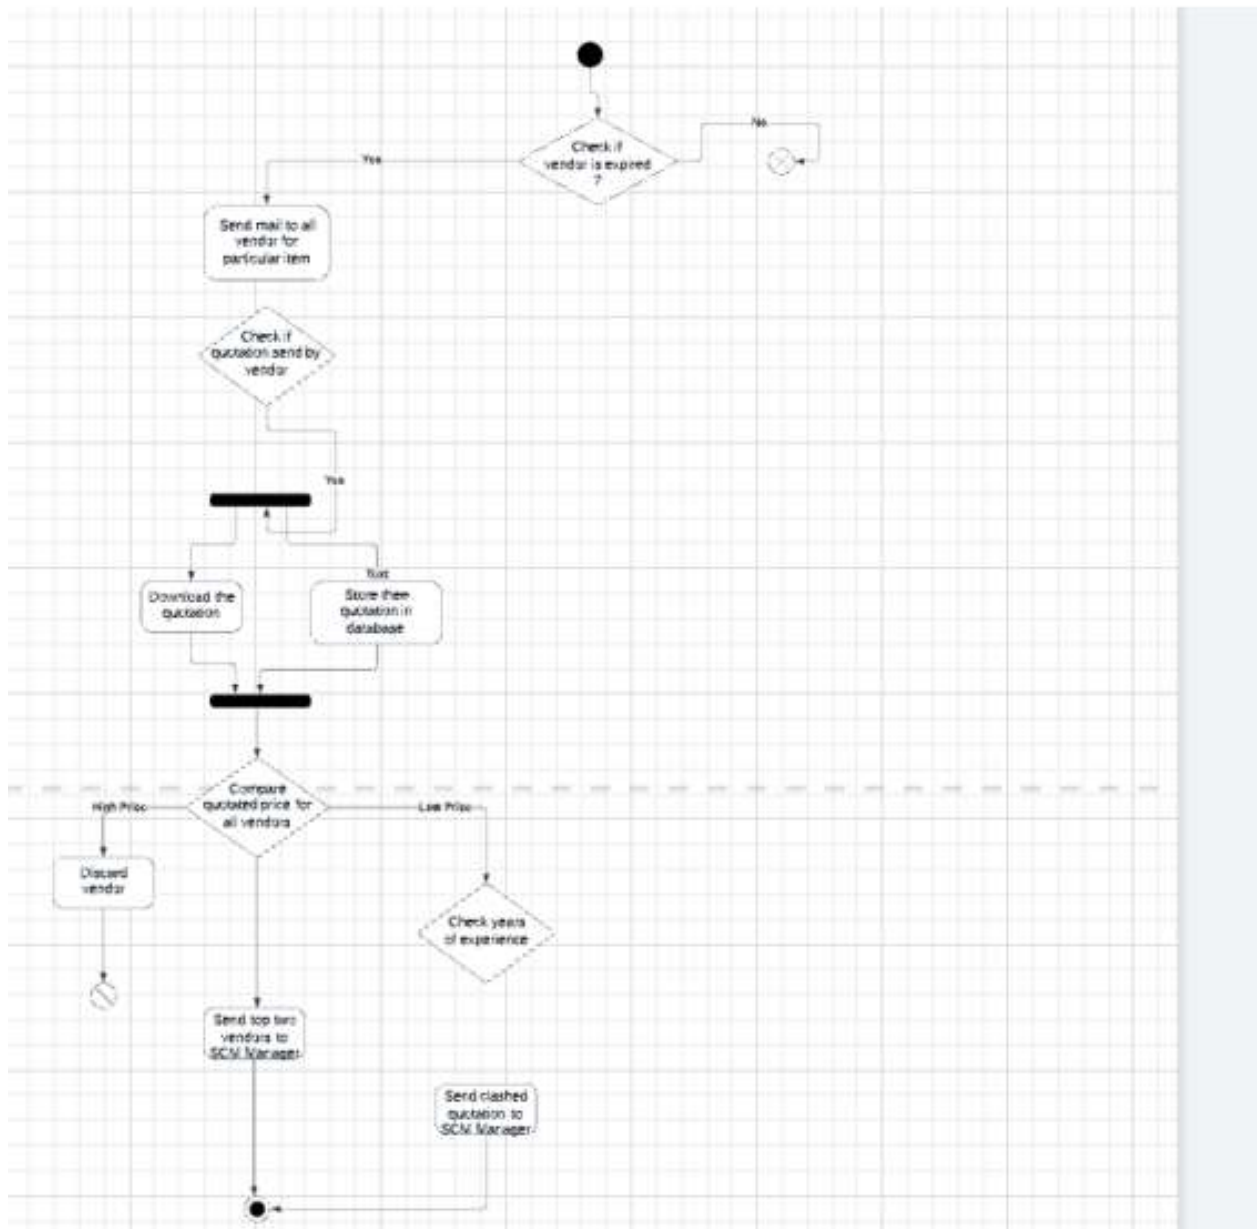 Check if
vendor is expired
?
No
Yes
Send mail to all
vendor for
particular item
Check if
quotation send by
vendor
Yes
Download the
quotation
Text
Store their
quotation in
database
Compare
quotated price for
all vendors
High Price
Low Price
Discard
vendor
Check years
of experience
Send top two
vendors to
SCM Manager
Send clashed
quotation to
SCM Manager